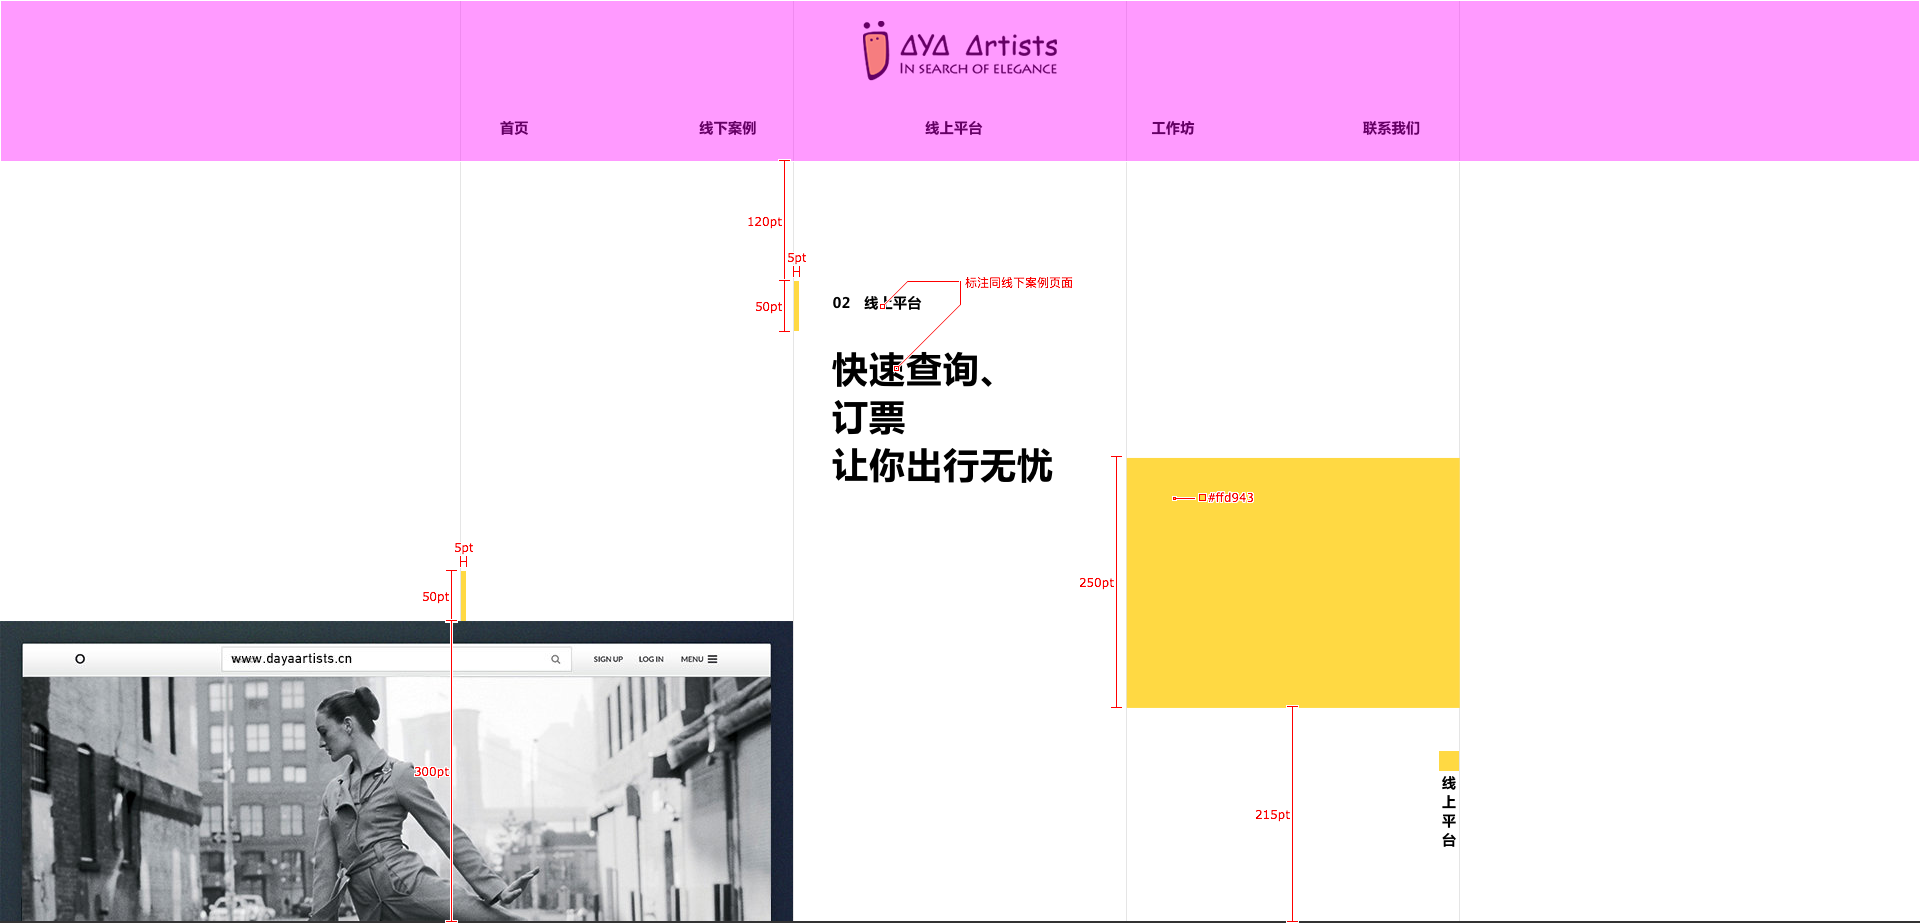 AYA Artists
IN SEARCH OF ELEGANCE
首页
线下案例
线上平台
工作坊
联系我们
120pt
5pt
H
50pt
标注同线下案例页面
02 线上平台
快速查询、
订票
让你出行无忧
#ffd943
250pt
5pt
H
50pt
www.dayaartists.cn
SIGN UP
LOG IN
MENU
300pt
215pt
线
上
平
台